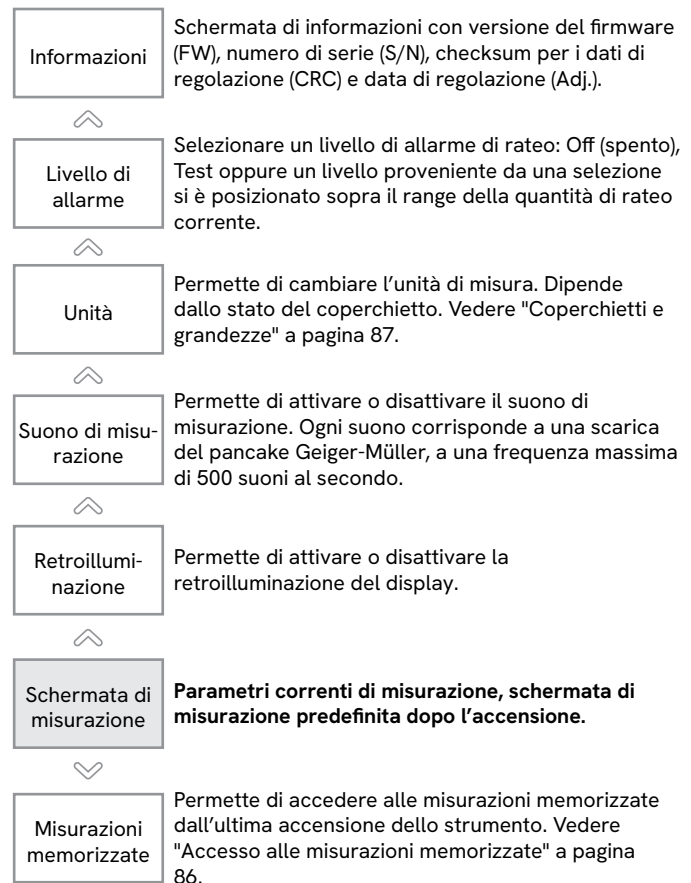 Informazioni
Schermata di informazioni con versione del firmware
(FW), numero di serie (S/N), checksum per i dati di
regolazione (CRC) e data di regolazione (Adj.).
Livello di
allarme
Selezionare un livello di allarme di rateo: Off (spento),
Test oppure un livello proveniente da una selezione
si è posizionato sopra il range della quantità di rateo
corrente.
Unità
Permette di cambiare l'unità di misura. Dipende
dallo stato del coperchietto. Vedere "Coperchietti e
grandezze" a pagina 87.
Suono di misu-
razione
Permette di attivare o disattivare il suono di
misurazione. Ogni suono corrisponde a una scarica
del pancake Geiger-Müller, a una frequenza massima
di 500 suoni al secondo.
Retroillumi-
nazione
Permette di attivare o disattivare la
retroilluminazione del display.
Schermata di
misurazione
Parametri correnti di misurazione, schermata di
misurazione predefinita dopo l'accensione.
Misurazioni
memorizzate
Permette di accedere alle misurazioni memorizzate
dall'ultima accensione dello strumento. Vedere
"Accesso alle misurazioni memorizzate" a pagina
86.